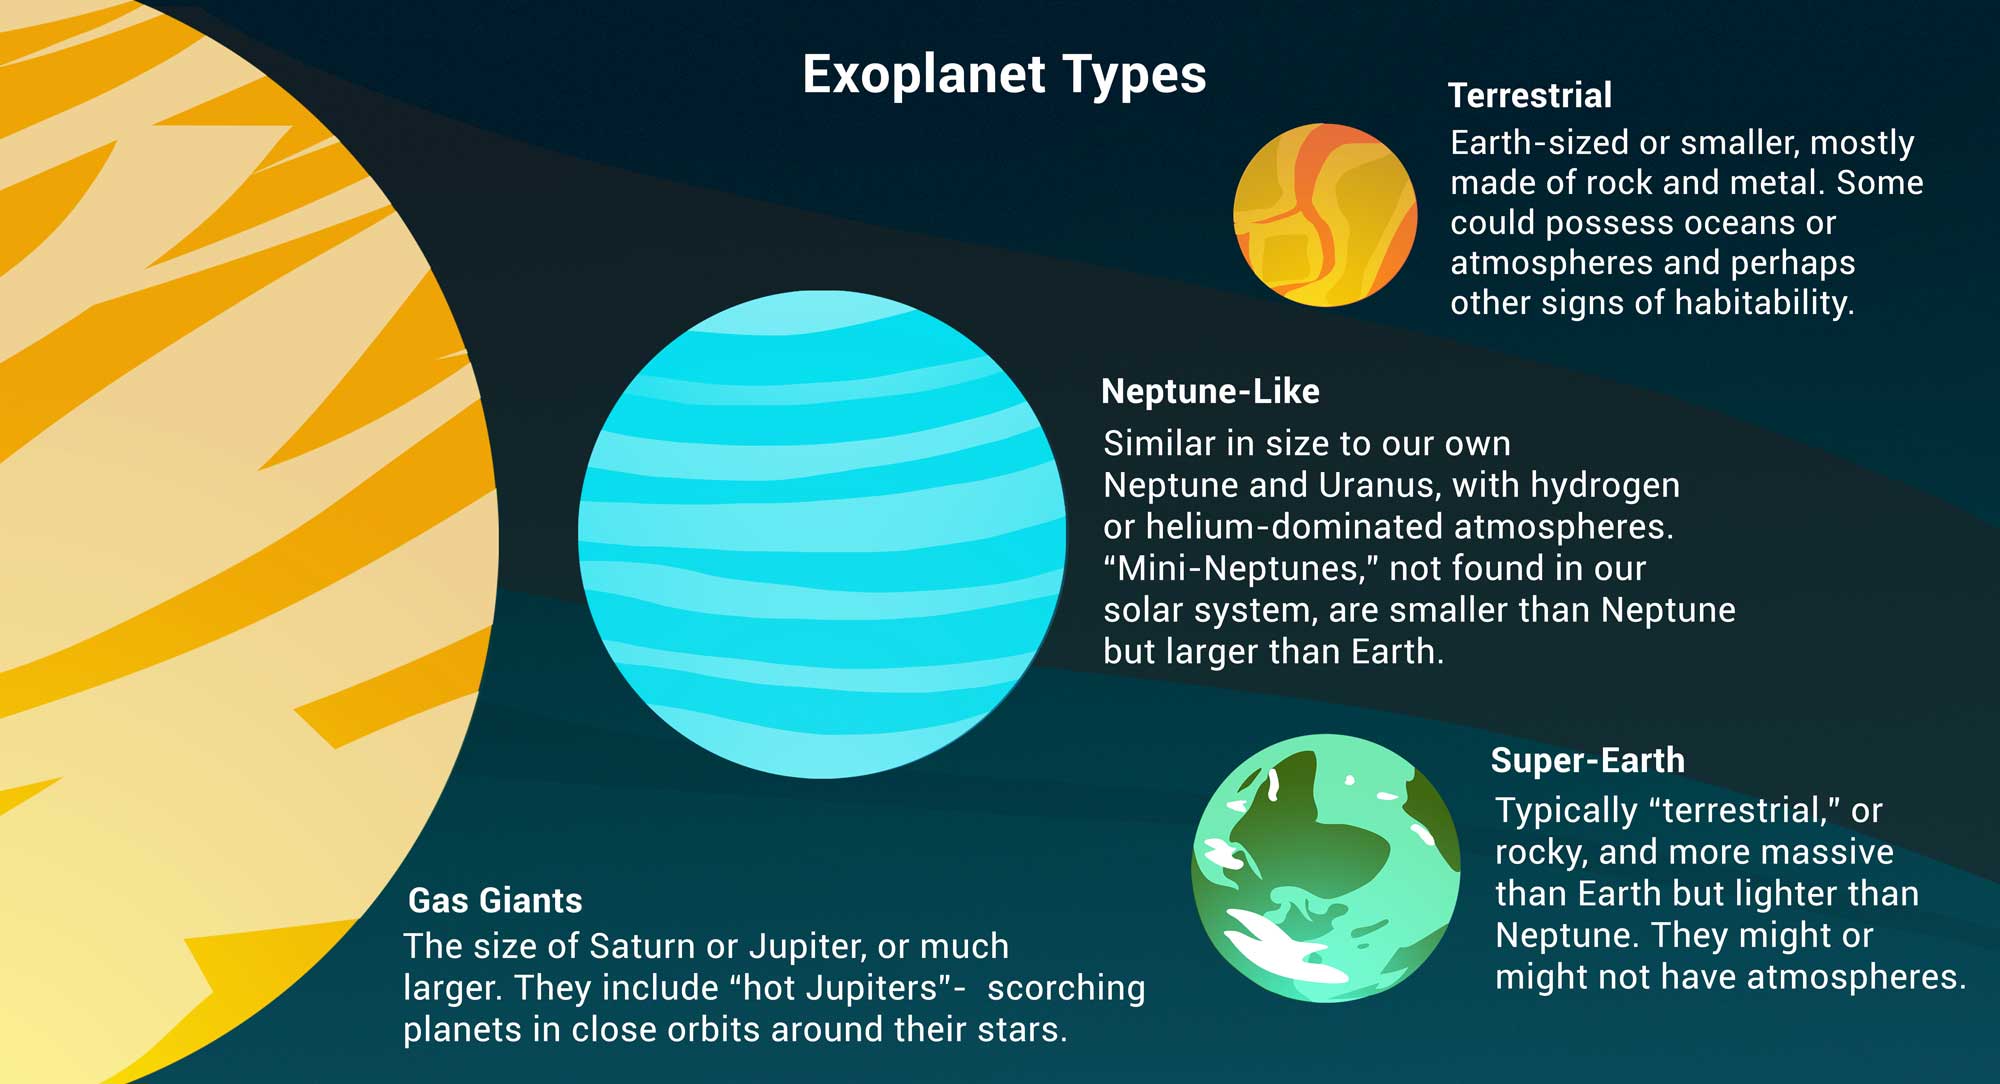 Exoplanet Types
Terrestrial
Earth-sized or smaller, mostly
made of rock and metal. Some
could possess oceans or
atmospheres and perhaps
other signs of habitability.
Neptune-Like
Similar in size to our own
Neptune and Uranus, with hydrogen
or helium-dominated atmospheres.
“Mini-Neptunes,” not found in our
solar system, are smaller than Neptune
but larger than Earth.
Super-Earth
Typically “terrestrial,” or
rocky, and more massive
than Earth but lighter than
Neptune. They might or
might not have atmospheres.
Gas Giants
The size of Saturn or Jupiter, or much
larger. They include “hot Jupiters”-  scorching
planets in close orbits around their stars.